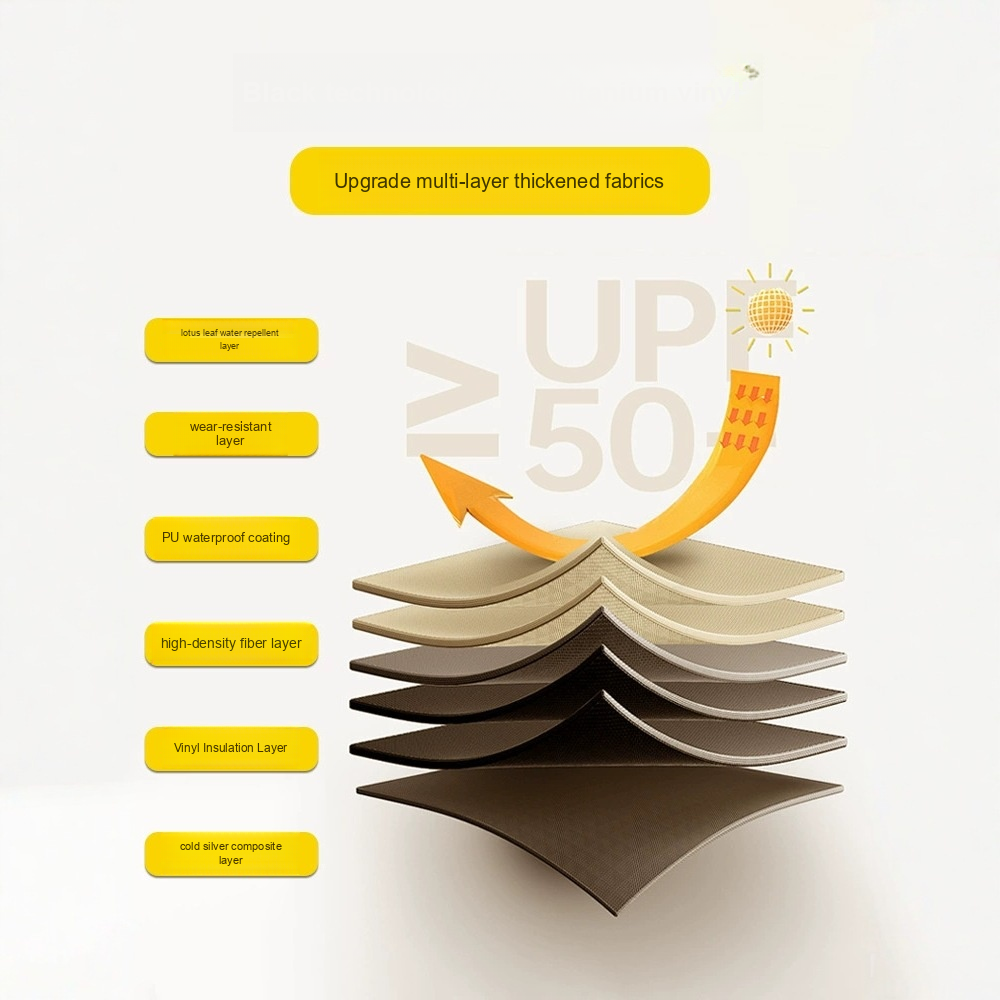 Upgrade multi-layer thickened fabrics
≥ UPF
50+
lotus leaf water repellent
layer
wear-resistant
layer
PU waterproof coating
high-density fiber layer
Vinyl Insulation Layer
cold silver composite
layer